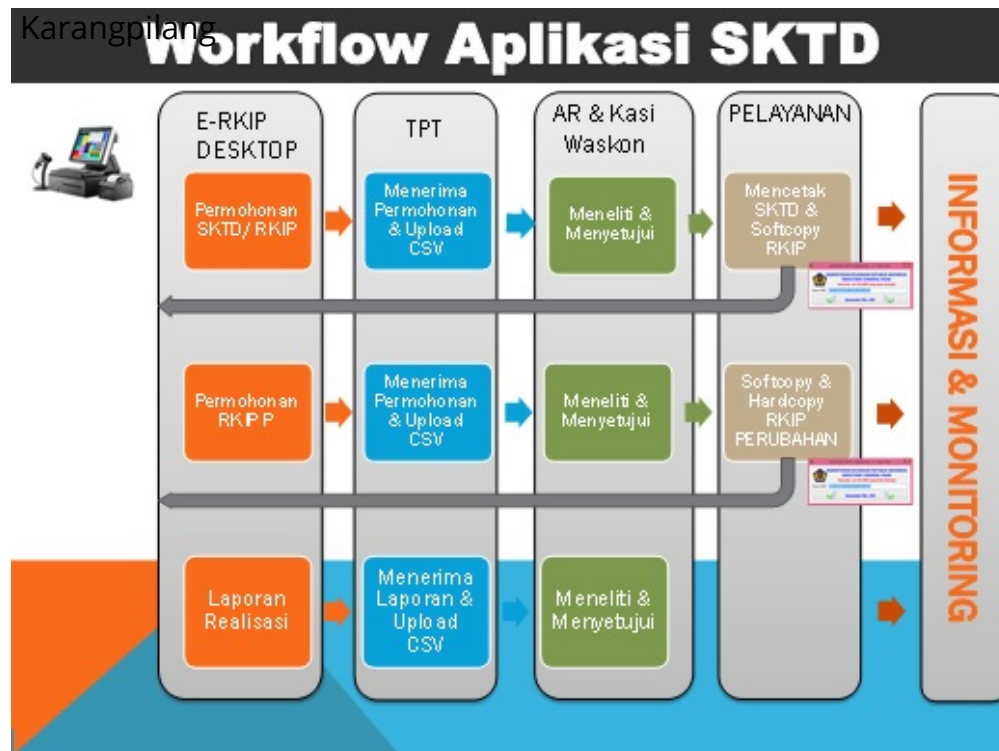 Karangpilang
Workflow Aplikasi SKTD
E-RKIP
DESKTOP
TPT
AR & Kasi
Waskon
PELAYANAN
Permohonan
SKTD/ RKIP
Menerima
Permohonan
& Upload
CSV
Meneliti &
Menyetujui
Mencetak
SKTD &
Softcopy
RKIP
Permohonan
RKIP P
Menerima
Permohonan
& Upload
CSV
Meneliti &
Menyetujui
Softcopy &
Hardcopy
RKIP
PERUBAHAN
Laporan
Realisasi
Menerima
Laporan &
Upload
CSV
Meneliti &
Menyetujui
INFORMASI & MONITORING